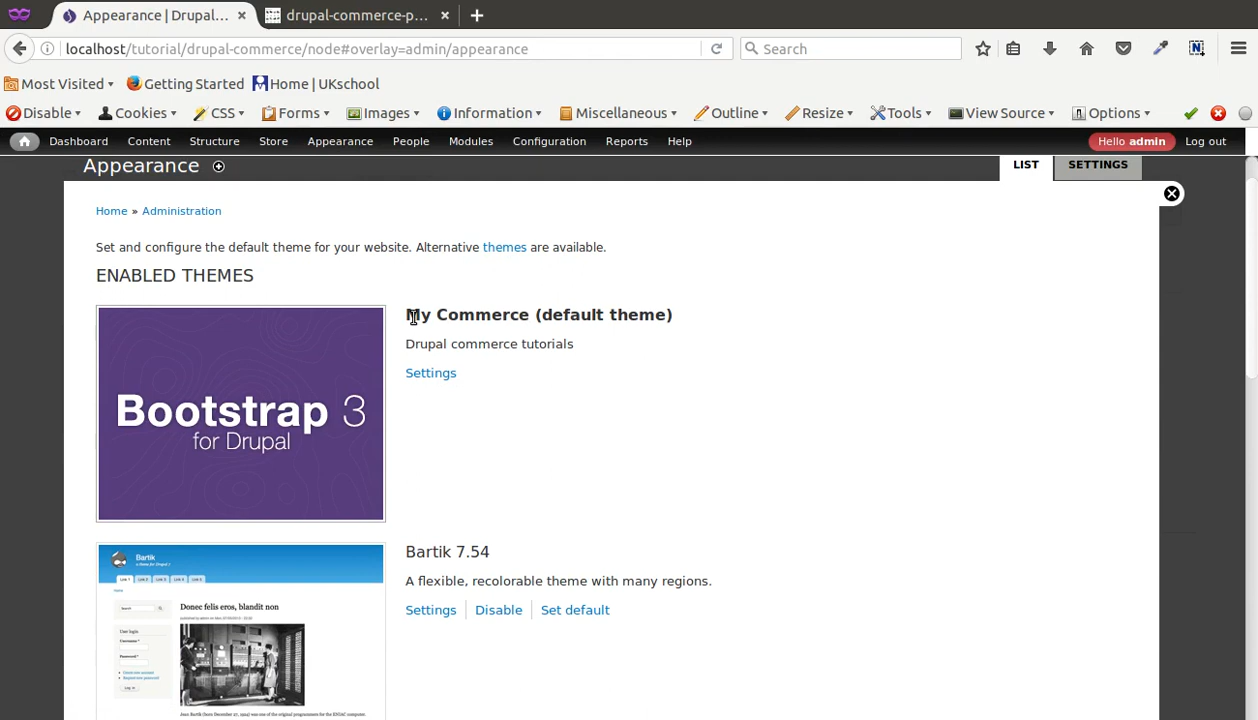 Appearance | Drupal...
drupal-commerce-p...
localhost/tutorial/drupal-commerce/node#overlay=admin/appearance
Search
Most Visited
Getting Started
Home | UKschool
Disable
Cookies
CSS
Forms
Images
Information
Miscellaneous
Outline
Resize
Tools
View Source
Options
Dashboard
Content
Structure
Store
Appearance
People
Modules
Configuration
Reports
Help
Hello admin
Log out
Appearance
LIST
SETTINGS
Home » Administration
Set and configure the default theme for your website. Alternative themes are available.
ENABLED THEMES
Bootstrap 3
for Drupal
My Commerce (default theme)
Drupal commerce tutorials
Settings
Bartik
Donec felis eros, blandit non
Bartik 7.54
A flexible, recolorable theme with many regions.
Settings
Disable
Set default